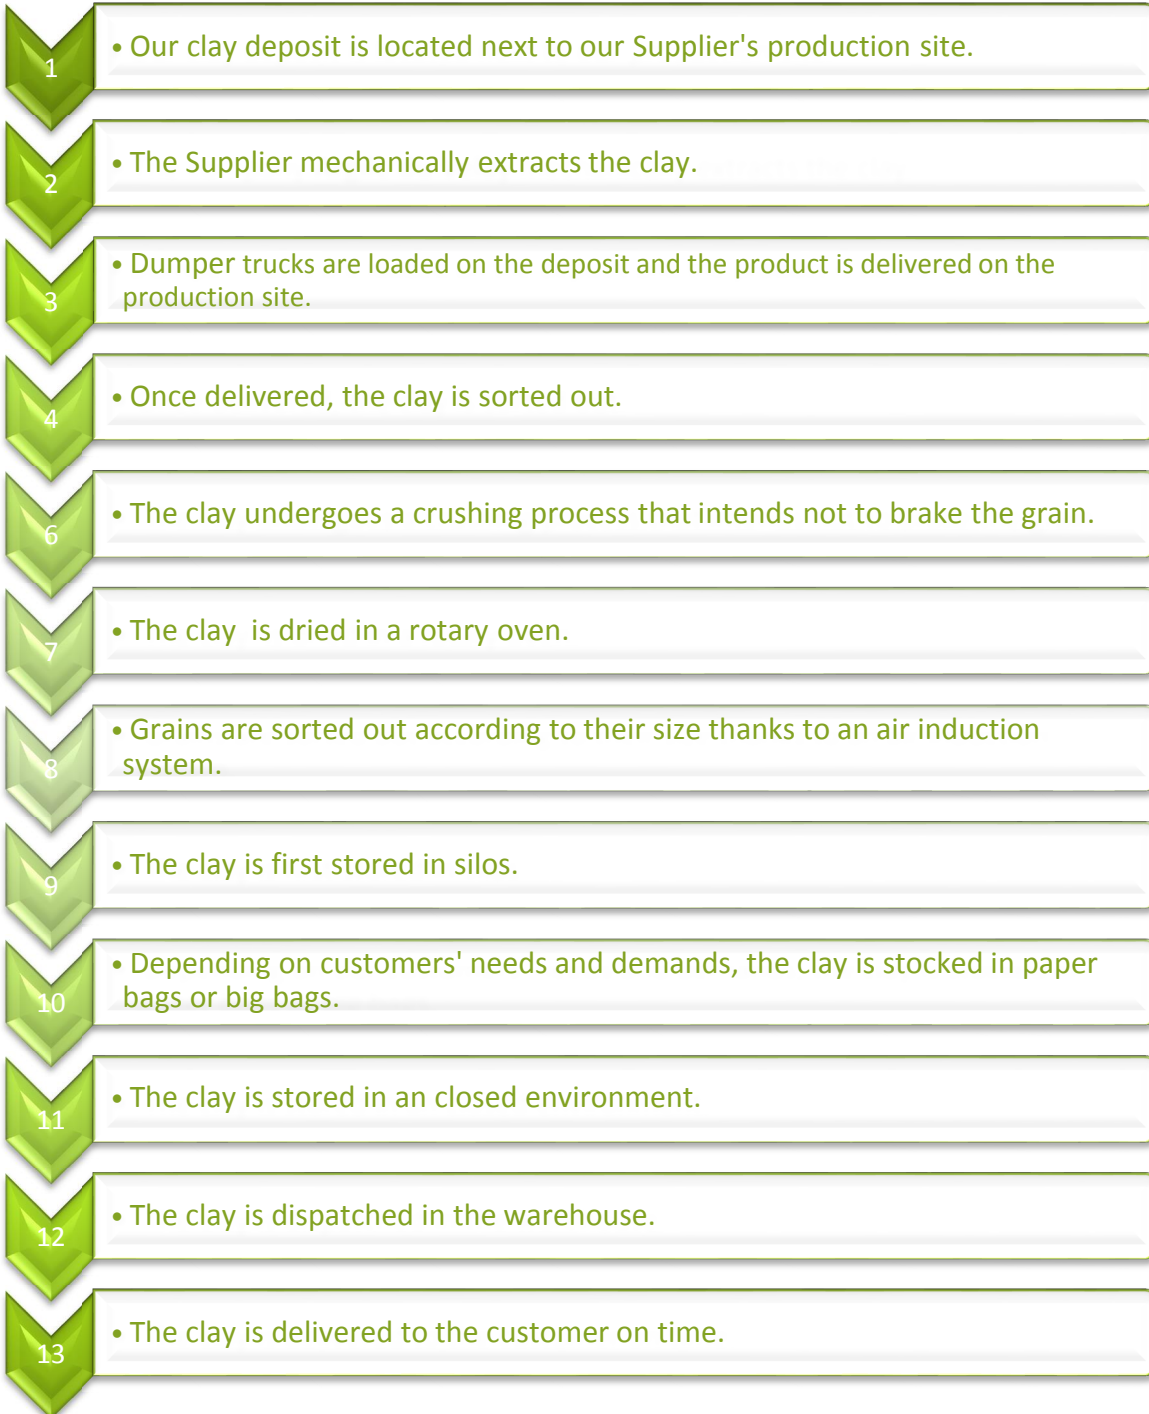 1
• Our clay deposit is located next to our Supplier's production site.
2
• The Supplier mechanically extracts the clay.
3
• Dumper trucks are loaded on the deposit and the product is delivered on the
production site.
4
• Once delivered, the clay is sorted out.
6
• The clay undergoes a crushing process that intends not to brake the grain.
7
• The clay  is dried in a rotary oven.
8
• Grains are sorted out according to their size thanks to an air induction
system.
9
• The clay is first stored in silos.
10
• Depending on customers' needs and demands, the clay is stocked in paper
bags or big bags.
11
• The clay is stored in an closed environment.
12
• The clay is dispatched in the warehouse.
13
• The clay is delivered to the customer on time.